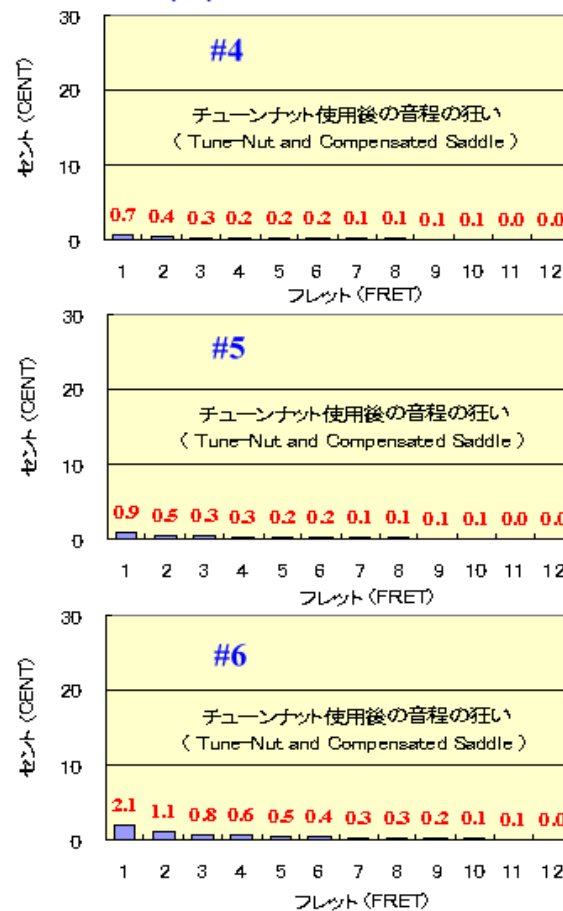 30
#4
20
チューンナット使用後の音程の狂い
( Tune-Nut and Compensated Saddle )
10
セント (CENT)
0.7 0.4 0.3 0.2 0.2 0.2 0.1 0.1 0.1 0.1 0.0 0.0
0
1 2 3 4 5 6 7 8 9 10 11 12
フレット (FRET)
30
#5
20
チューンナット使用後の音程の狂い
( Tune-Nut and Compensated Saddle )
10
セント (CENT)
0.9 0.5 0.3 0.3 0.2 0.2 0.1 0.1 0.1 0.1 0.0 0.0
0
1 2 3 4 5 6 7 8 9 10 11 12
フレット (FRET)
30
#6
20
チューンナット使用後の音程の狂い
( Tune-Nut and Compensated Saddle )
10
セント (CENT)
2.1 1.1 0.8 0.6 0.5 0.4 0.3 0.3 0.2 0.1 0.1 0.0
0
1 2 3 4 5 6 7 8 9 10 11 12
フレット (FRET)